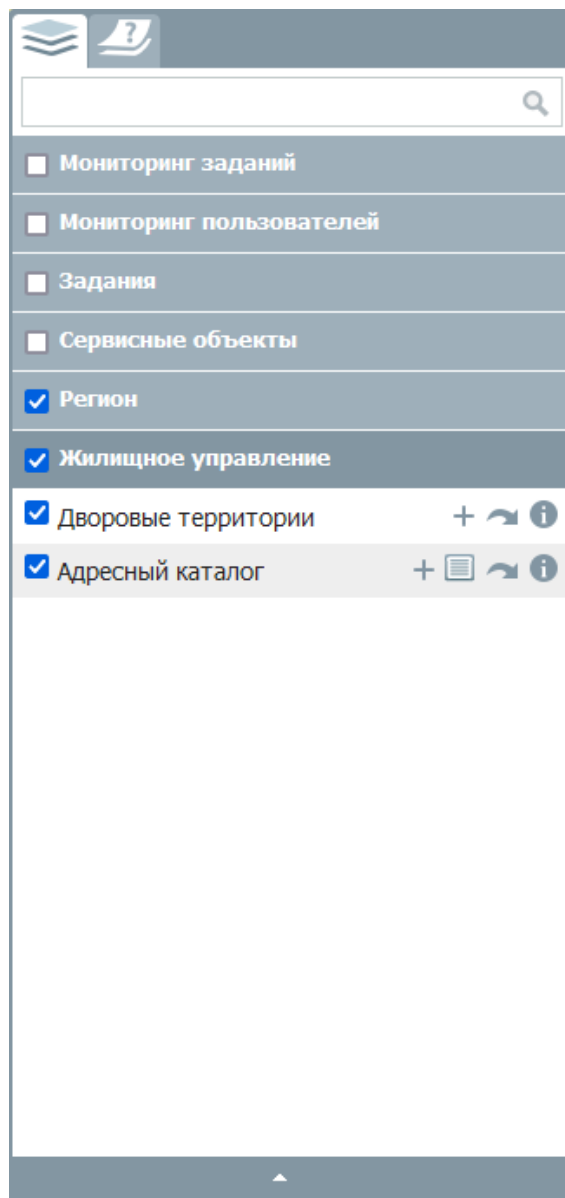 ?
Мониторинг заданий
Мониторинг пользователей
Задания
Сервисные объекты
Регион
Жилищное управление
Дворовые территории
Адресный каталог